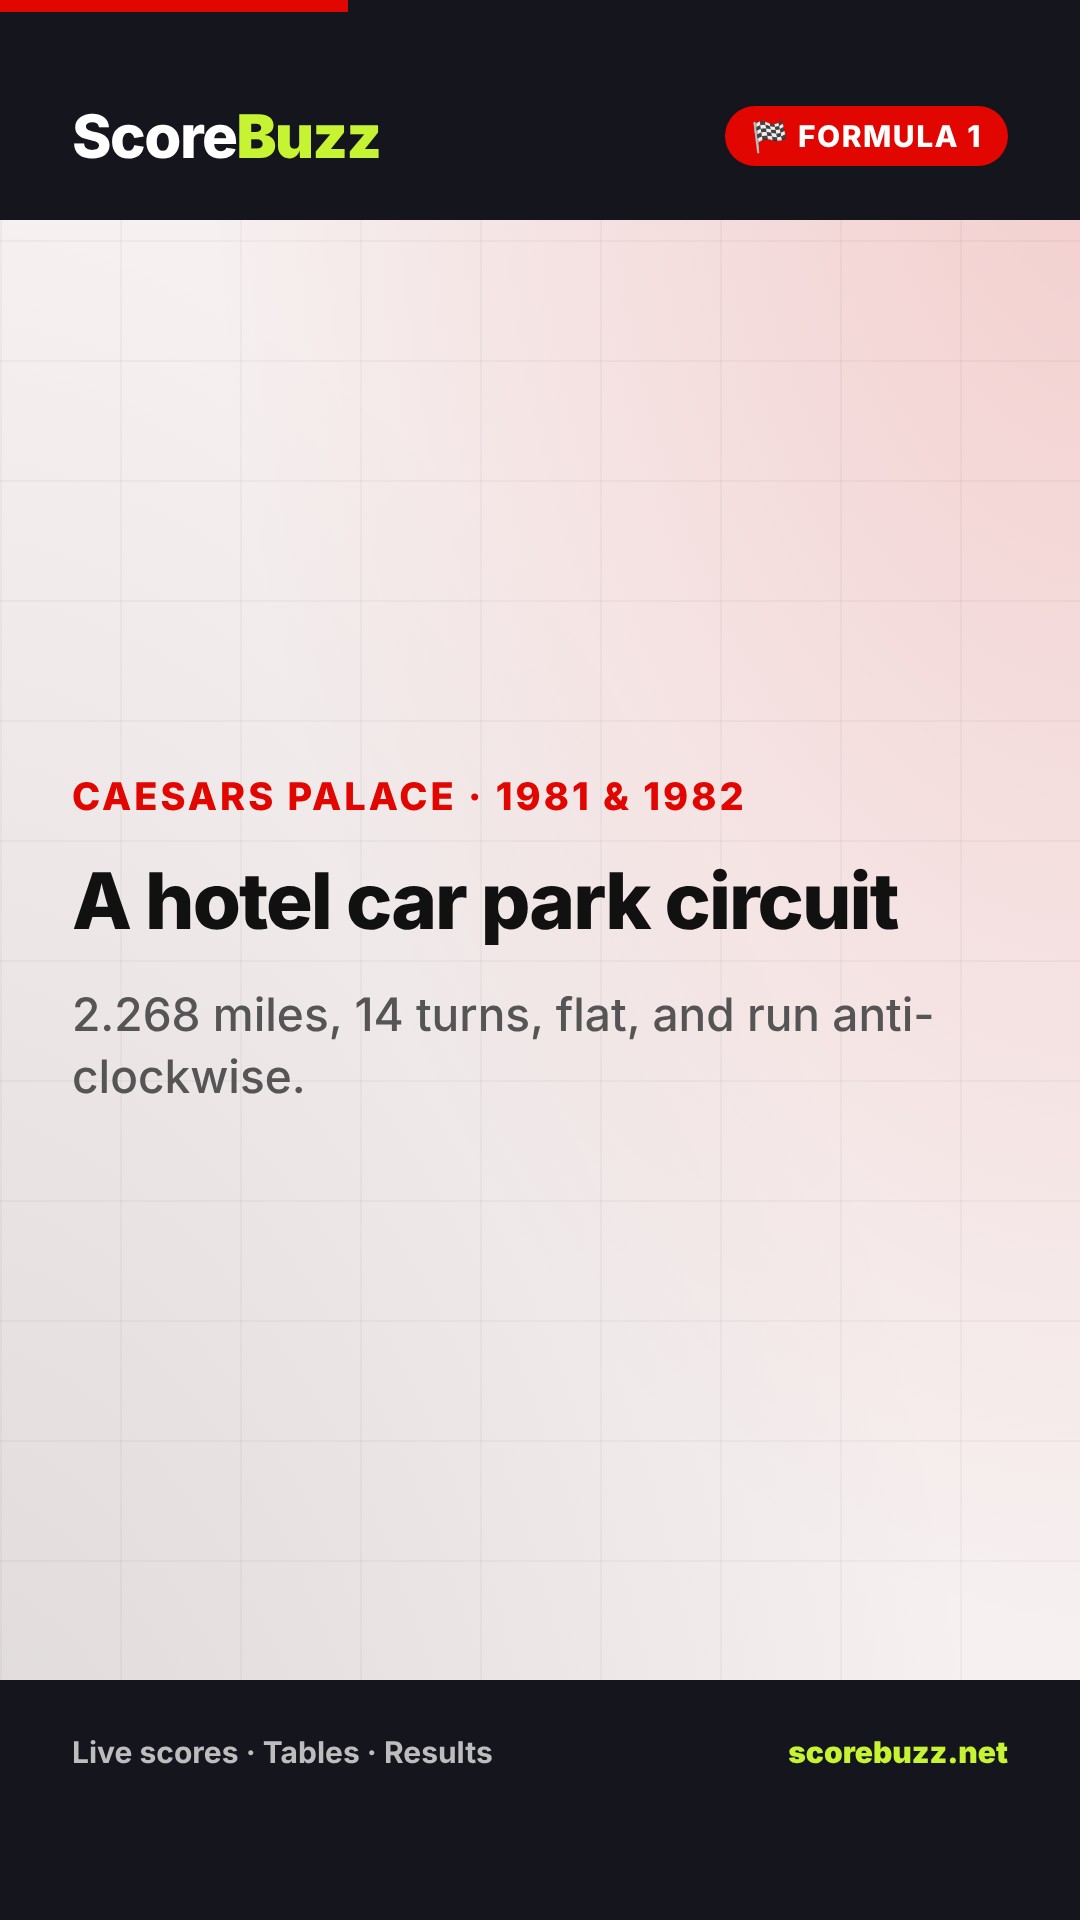 ScoreBuzz
🏁 FORMULA 1
CAESARS PALACE · 1981 & 1982
A hotel car park circuit
2.268 miles, 14 turns, flat, and run anti-
clockwise.
Live scores · Tables · Results
scorebuzz.net